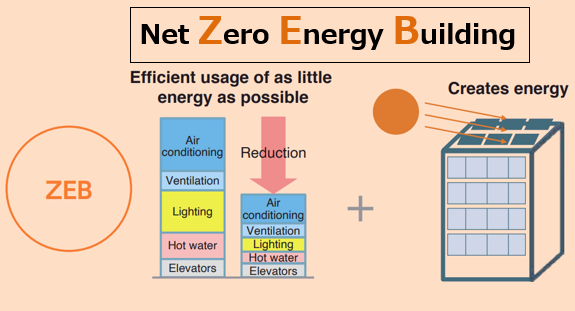 Net Zero Energy Building
Efficient usage of as little
energy as possible
Creates energy
ZEB
Air
conditioning
Ventilation
Lighting
Hot water
Elevators
Reduction
Air
conditioning
Ventilation
Lighting
Hot water
Elevators
+